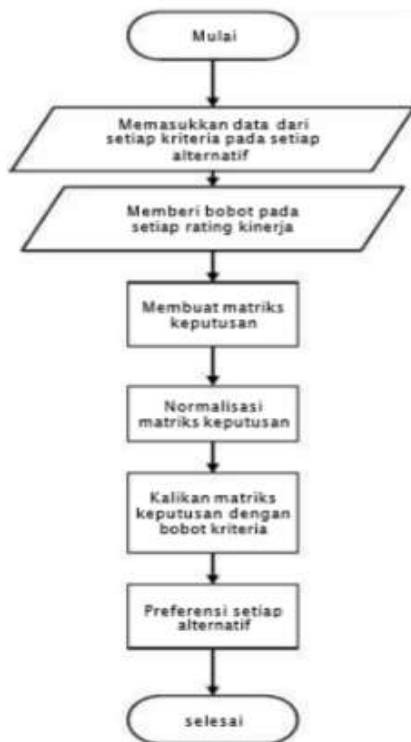 Mulai
Memasukkan data dari
setiap kriteria pada setiap
alternatif
Memberi bobot pada
setiap rating kinerja
Membuat matriks
keputusan
Normalisasi
matriks keputusan
Kalikan matriks
keputusan dengan
bobot kriteria
Preferensi setiap
alternatif
selesai